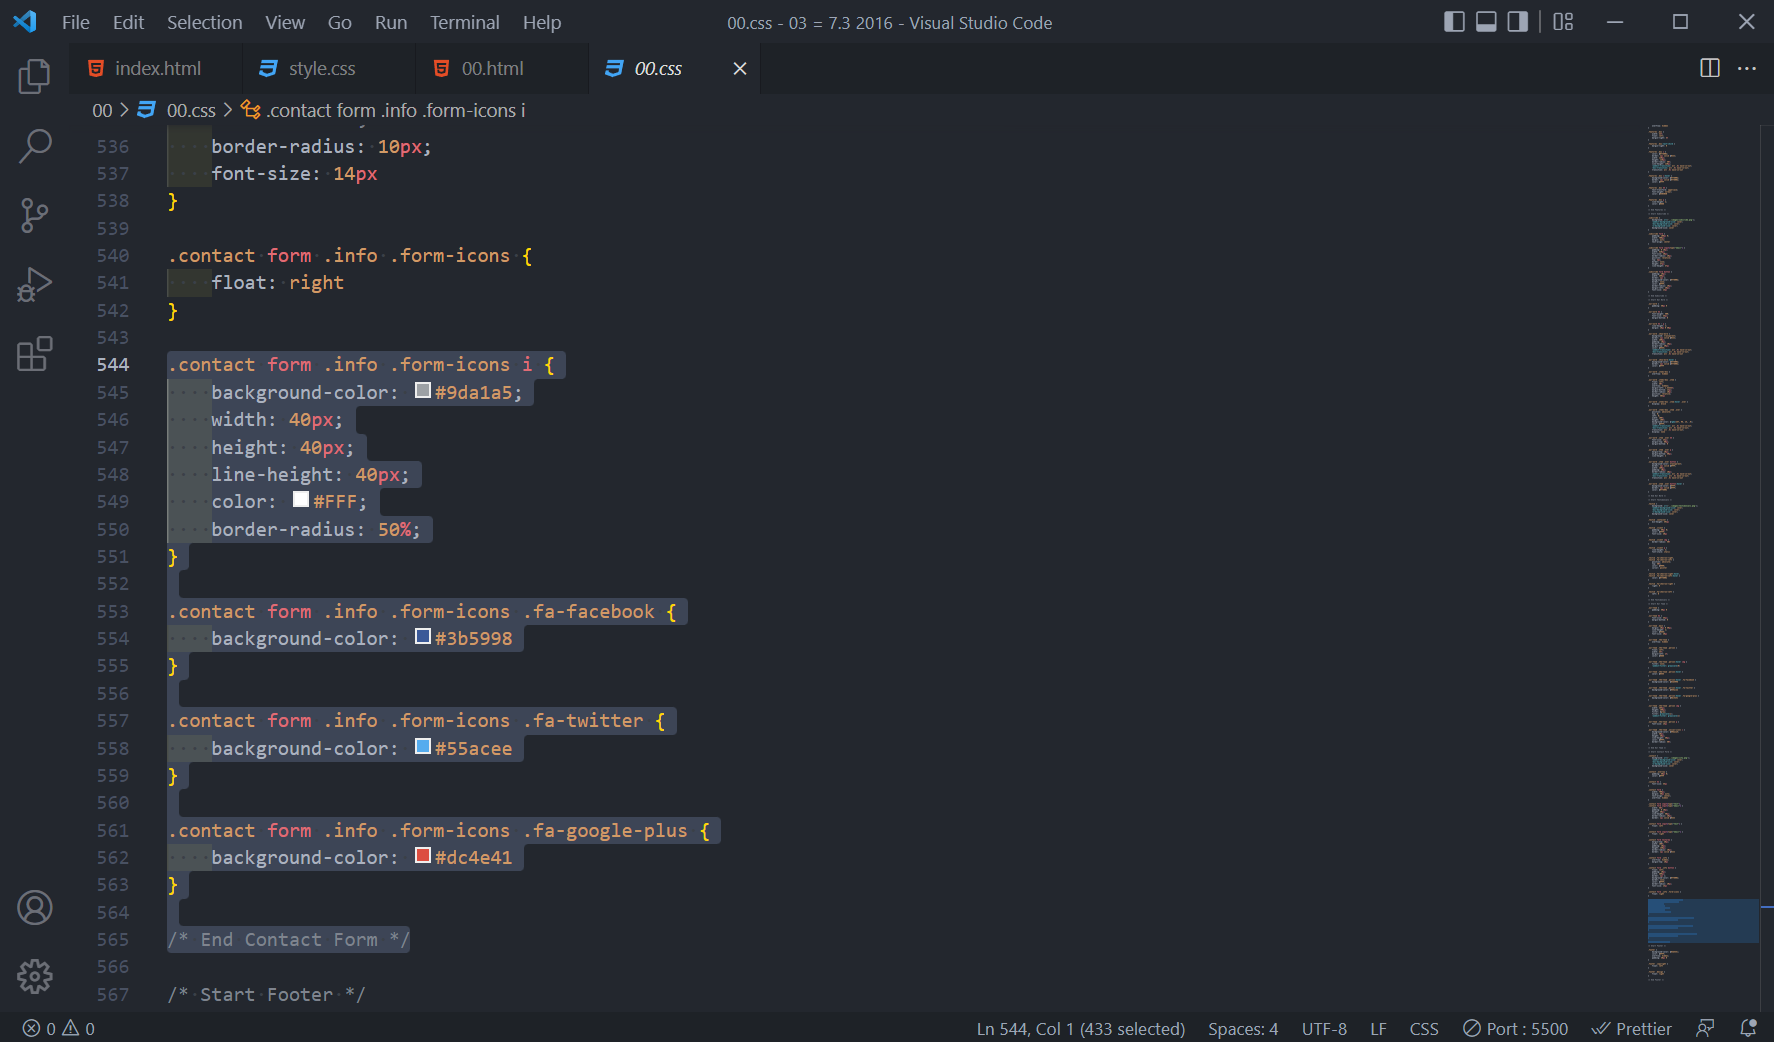 File Edit Selection View Go Run Terminal Help 00.css - 03 = 7.3 2016 - Visual Studio Code
index.html style.css 00.html 00.css
00 > 00.css > .contact form .info .form-icons i
536 border-radius: 10px;
537 font-size: 14px
538 }
539
540 .contact form .info .form-icons {
541 float: right
542 }
543
544 .contact form .info .form-icons i {
545 background-color: #9da1a5;
546 width: 40px;
547 height: 40px;
548 line-height: 40px;
549 color: #FFF;
550 border-radius: 50%;
551 }
552
553 .contact form .info .form-icons .fa-facebook {
554 background-color: #3b5998
555 }
556
557 .contact form .info .form-icons .fa-twitter {
558 background-color: #55acee
559 }
560
561 .contact form .info .form-icons .fa-google-plus {
562 background-color: #dc4e41
563 }
564
565 /* End Contact Form */
566
567 /* Start Footer */
0 0 Ln 544, Col 1 (433 selected) Spaces: 4 UTF-8 LF CSS Port : 5500 Prettier